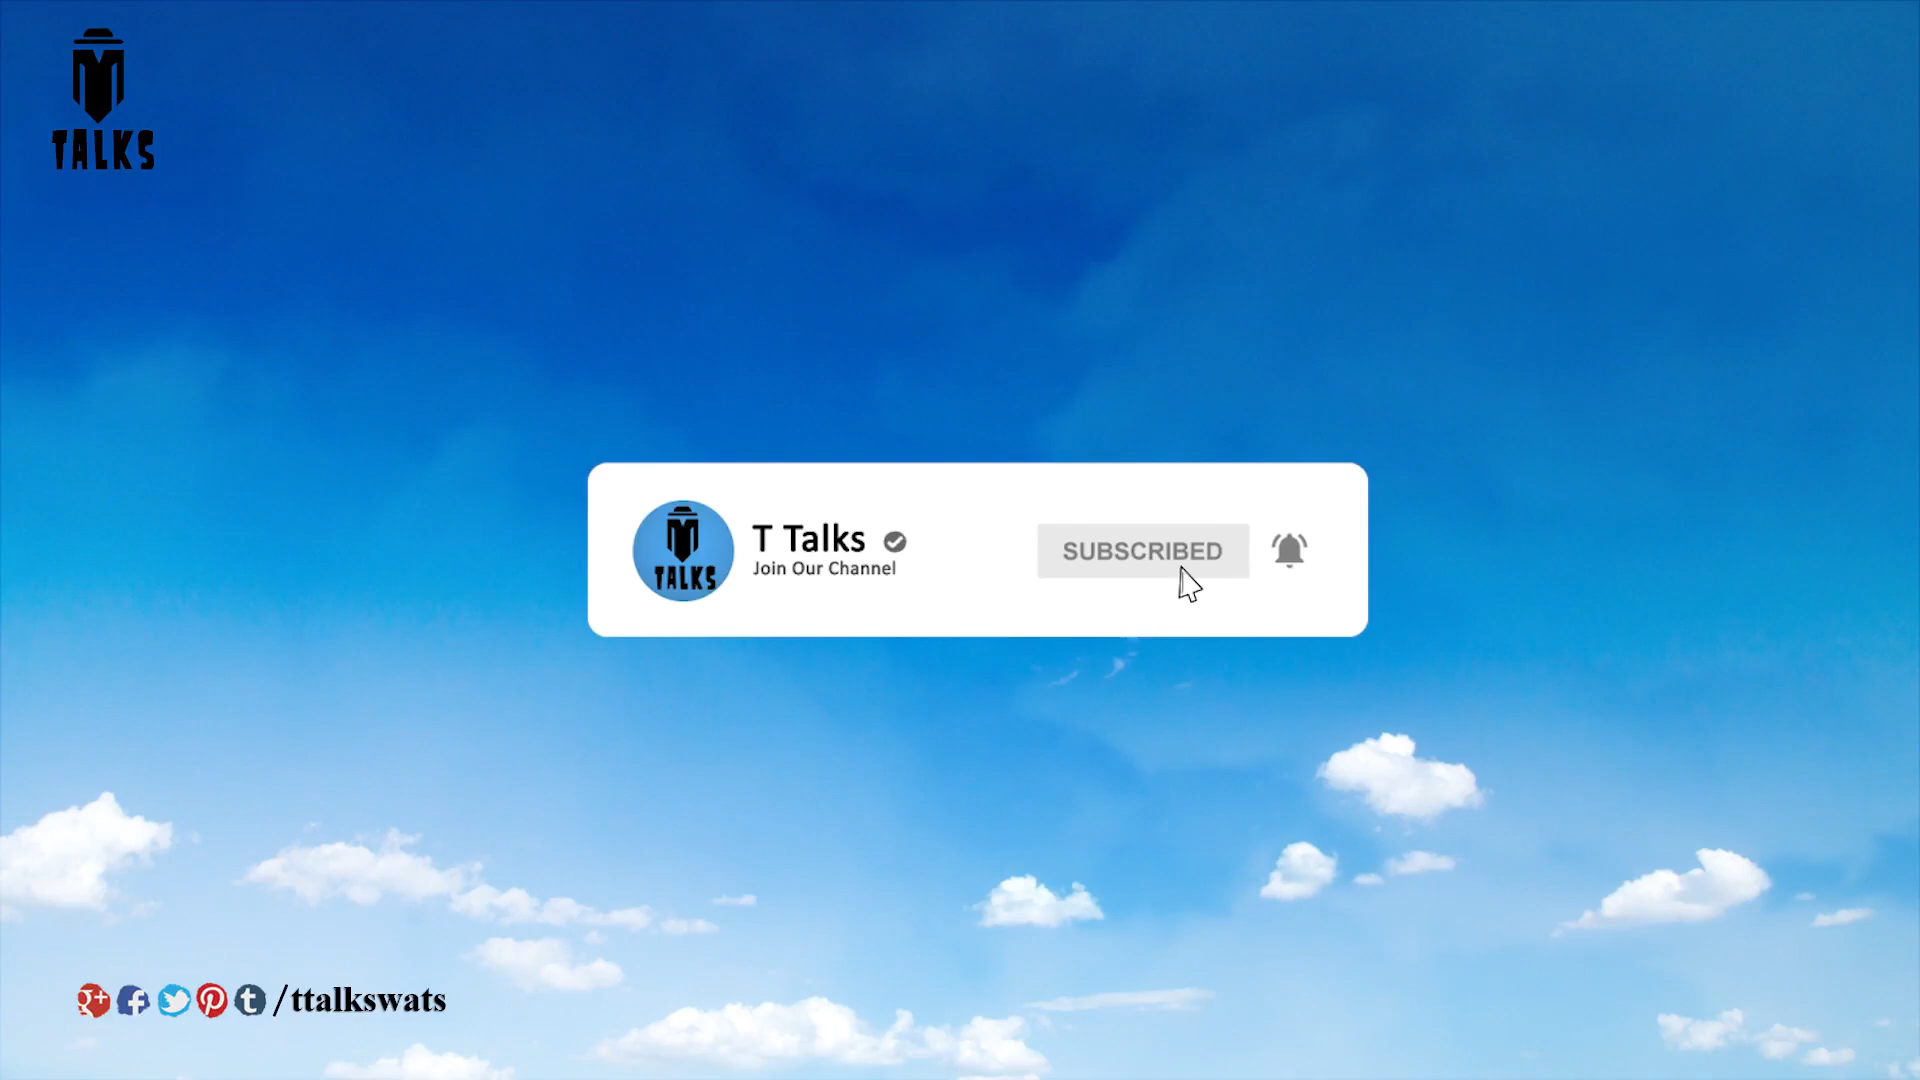 TALKS
T Talks
Join Our Channel
SUBSCRIBED
TALKS
g+ f t /ttalkswats